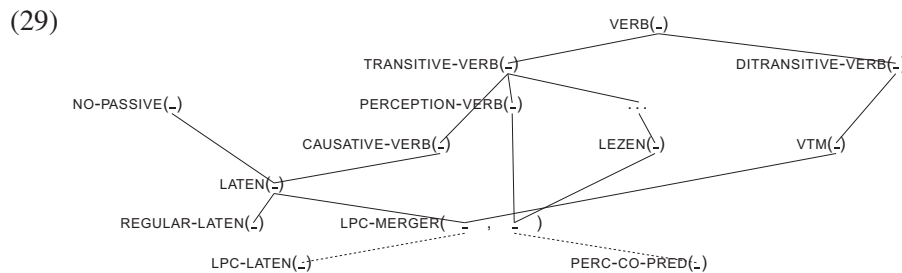 (29)
VERB(_)
TRANSITIVE-VERB(_) DITRANSITIVE-VERB(_)
NO-PASSIVE(_) PERCEPTION-VERB(_) ...
CAUSATIVE-VERB(_) LEZEN(_) VTM(_)
LATEN(_)
REGULAR-LATEN(_) LPC-MERGER( _ , _ )
LPC-LATEN(_) PERC-CO-PRED(_)